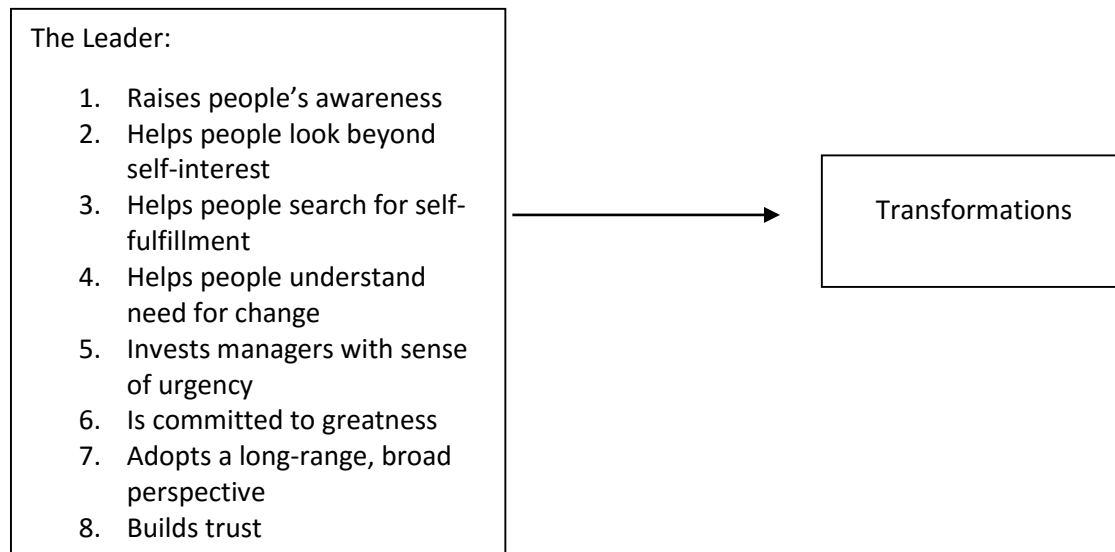 The Leader:
1. Raises people’s awareness
2. Helps people look beyond
self-interest
3. Helps people search for self-
fulfillment
4. Helps people understand
need for change
5. Invests managers with sense
of urgency
6. Is committed to greatness
7. Adopts a long-range, broad
perspective
8. Builds trust
Transformations